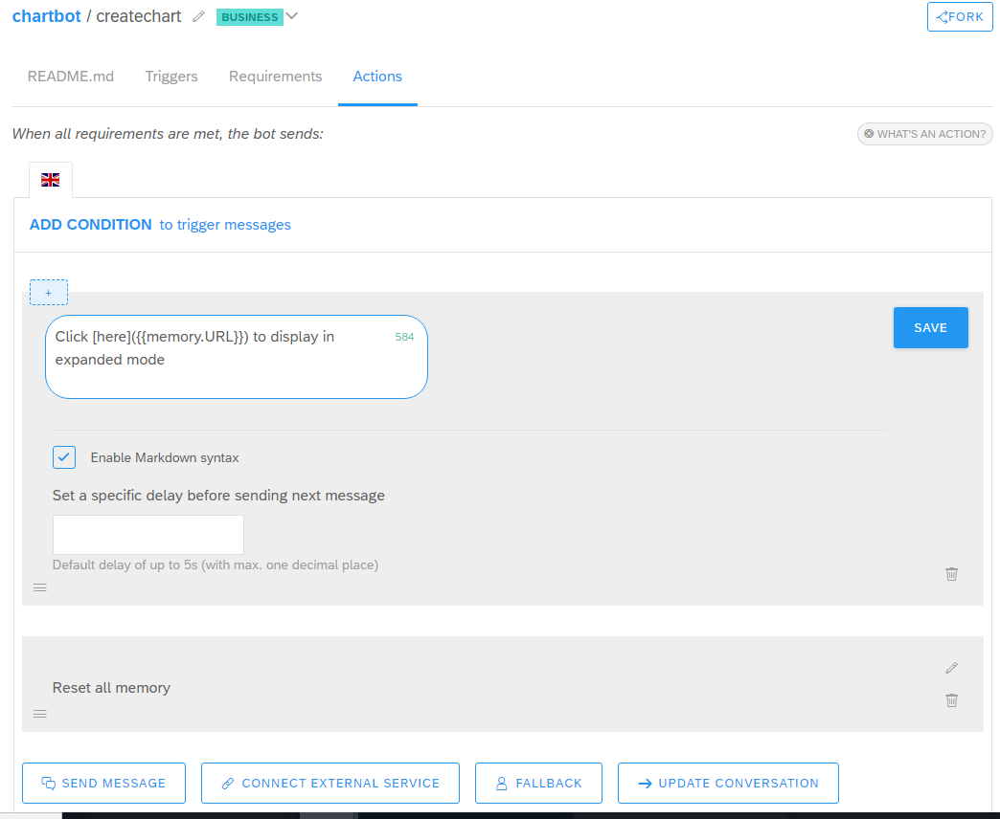 chartbot / createchart BUSINESS
FORK
README.md Triggers Requirements Actions
When all requirements are met, the bot sends:
WHAT'S AN ACTION?
ADD CONDITION to trigger messages
+
Click [here]({{memory.URL}}) to display in 584
expanded mode
SAVE
Enable Markdown syntax
Set a specific delay before sending next message
Default delay of up to 5s (with max. one decimal place)
Reset all memory
SEND MESSAGE CONNECT EXTERNAL SERVICE FALLBACK UPDATE CONVERSATION